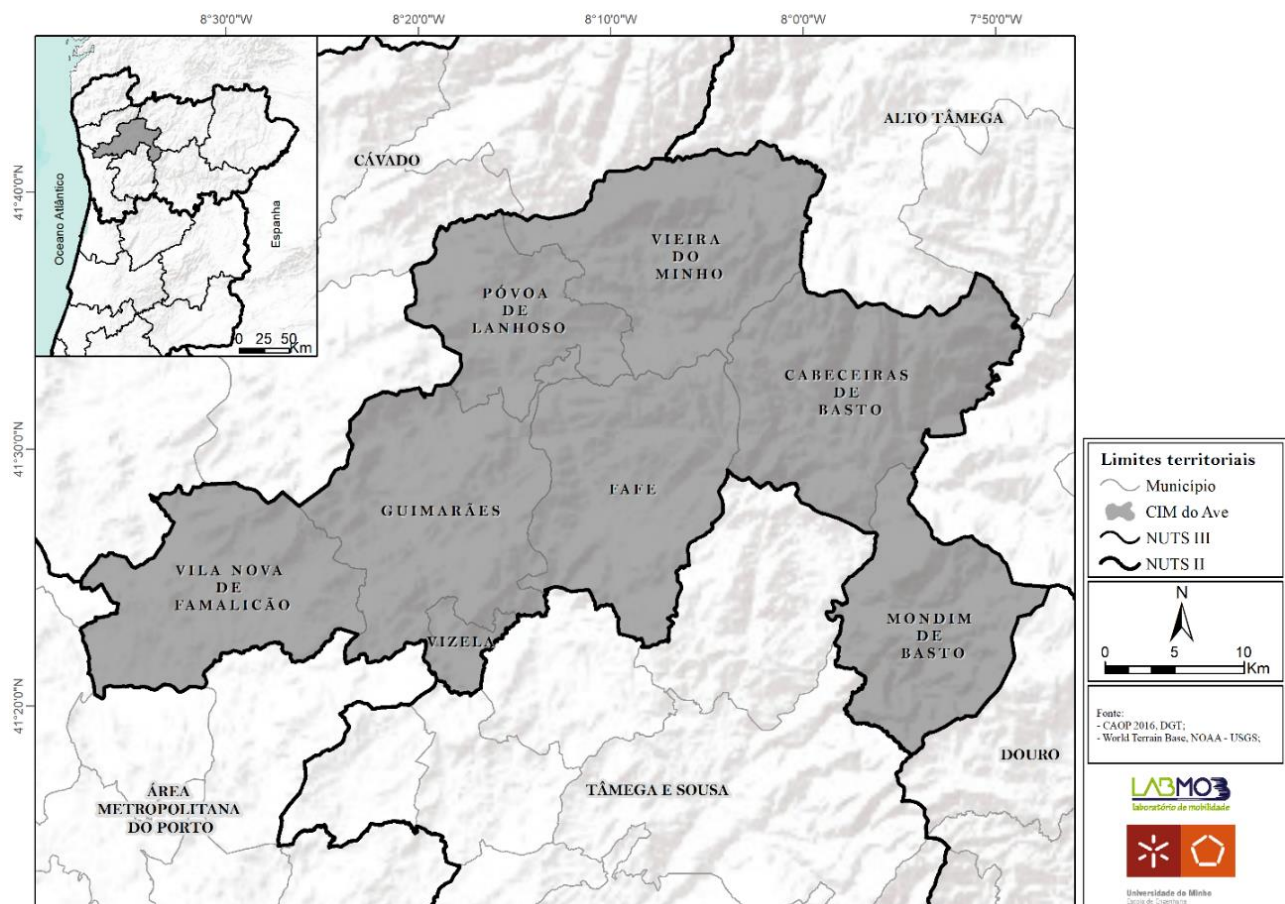 8°30'0"W
8°20'0"W
8°10'0"W
8°0'0"W
7°50'0"W
41°40'0"N
41°30'0"N
41°20'0"N
Oceano Atlântico
Espanha
0 25 50
Km
ALTO TÂMEGA
CÁVADO
VIEIRA
DO
MINHO
PÓVOA
DE
LANHOSO
CABECEIRAS
DE
BASTO
FAFE
GUIMARÃES
VILA NOVA
DE
FAMALICÃO
VIZELA
MONDIM
DE
BASTO
DOURO
TÂMEGA E SOUSA
ÁREA
METROPOLITANA
DO PORTO
Limites territoriais
Município
CIM do Ave
NUTS III
NUTS II
N
0 5 10
Km
Fonte:
- CAOP 2016, DGT;
- World Terrain Base, NOAA - USGS;
LABMOB
laboratório de mobilidade
Universidade do Minho
Escola de Engenharia